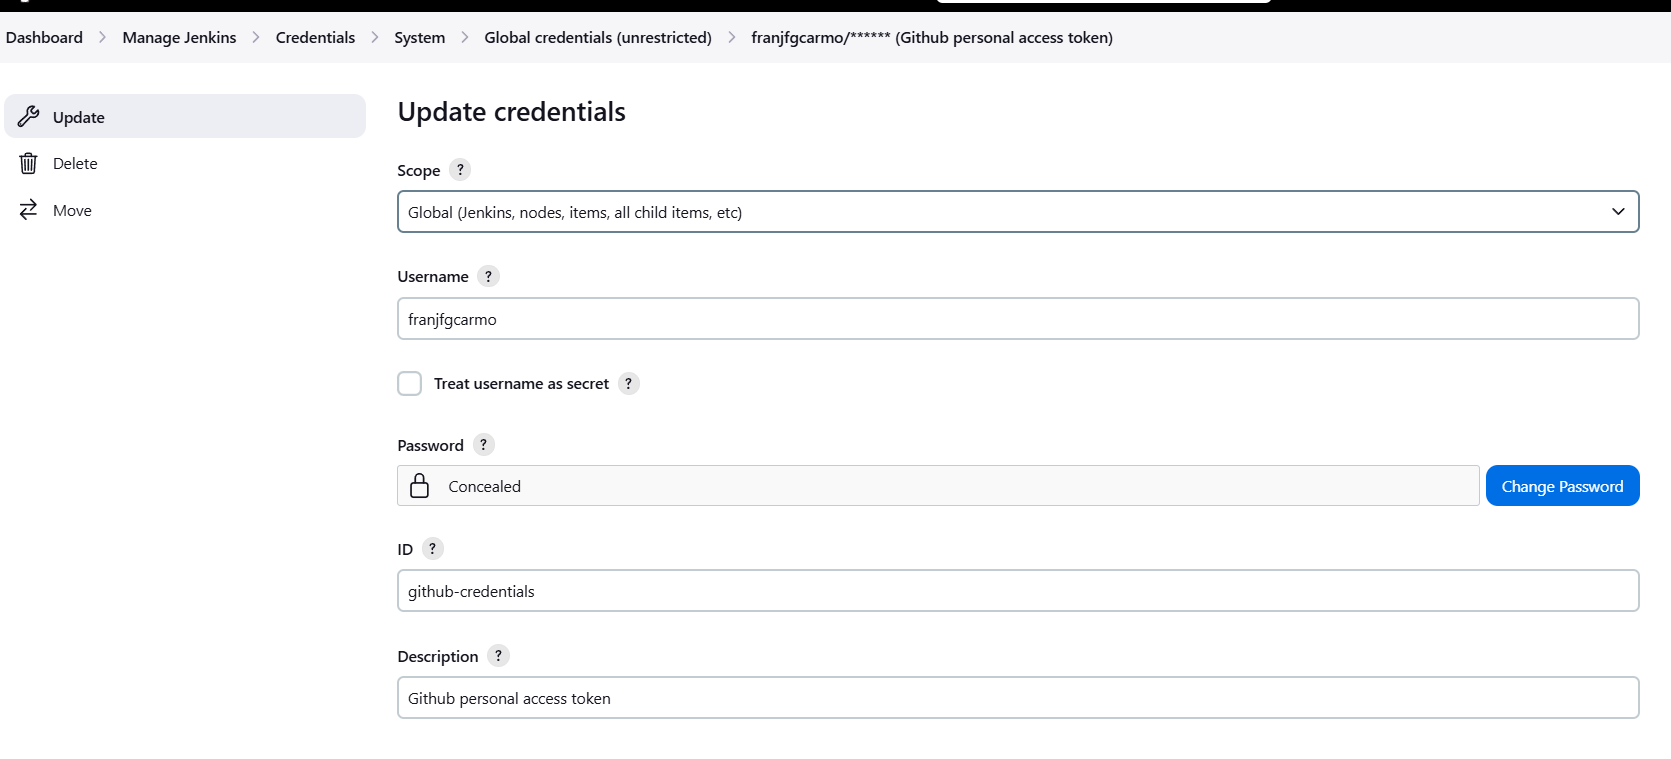 Dashboard > Manage Jenkins > Credentials > System > Global credentials (unrestricted) > franjfgcarmo/****** (Github personal access token)
Update
Delete
Move
Update credentials
Scope ?
Global (Jenkins, nodes, items, all child items, etc)
Username ?
franjfgcarmo
Treat username as secret ?
Password ?
Concealed
Change Password
ID ?
github-credentials
Description ?
Github personal access token